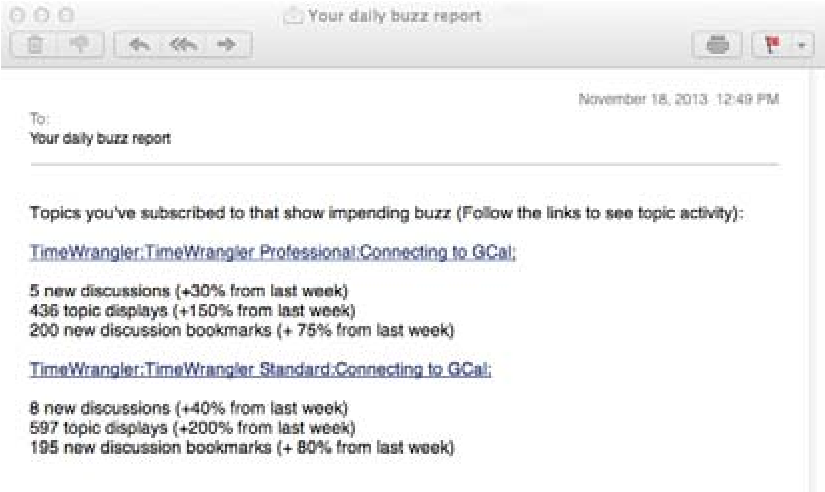 Your daily buzz report
November 18, 2013 12:49 PM
To:
Your daily buzz report
Topics you've subscribed to that show impending buzz (Follow the links to see topic activity):
TimeWrangler:TimeWrangler Professional:Connecting to GCal:
5 new discussions (+30% from last week)
436 topic displays (+150% from last week)
200 new discussion bookmarks (+ 75% from last week)
TimeWrangler:TimeWrangler Standard:Connecting to GCal:
8 new discussions (+40% from last week)
597 topic displays (+200% from last week)
195 new discussion bookmarks (+ 80% from last week)